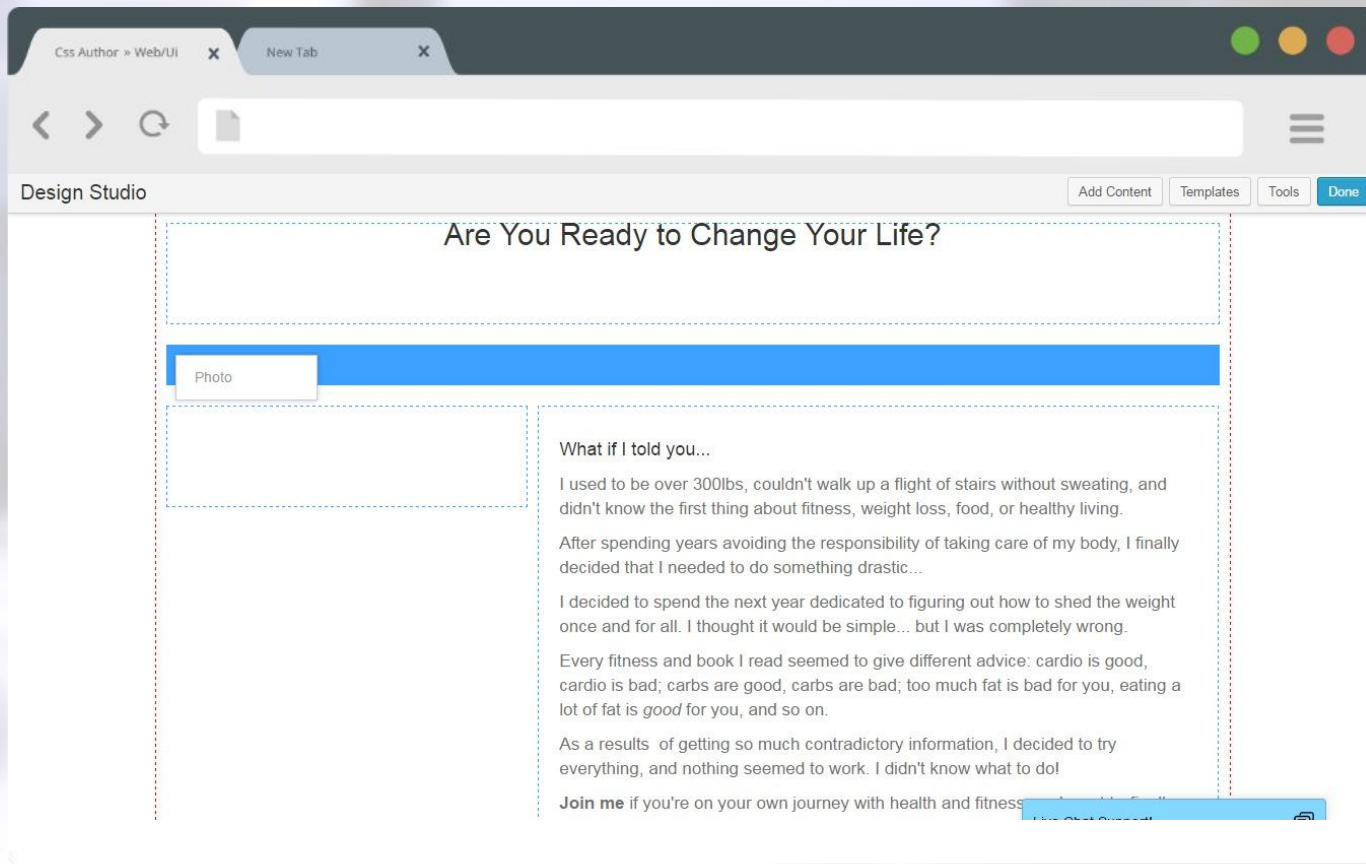 Css Author » Web/Ui
New Tab
Design Studio
Add Content
Templates
Tools
Done
Are You Ready to Change Your Life?
Photo
What if I told you...
I used to be over 300lbs, couldn't walk up a flight of stairs without sweating, and
didn't know the first thing about fitness, weight loss, food, or healthy living.
After spending years avoiding the responsibility of taking care of my body, I finally
decided that I needed to do something drastic...
I decided to spend the next year dedicated to figuring out how to shed the weight
once and for all. I thought it would be simple... but I was completely wrong.
Every fitness and book I read seemed to give different advice: cardio is good,
cardio is bad; carbs are good, carbs are bad; too much fat is bad for you, eating a
lot of fat is good for you, and so on.
As a results  of getting so much contradictory information, I decided to try
everything, and nothing seemed to work. I didn't know what to do!
Join me if you're on your own journey with health and fitness
Live Chat Support!